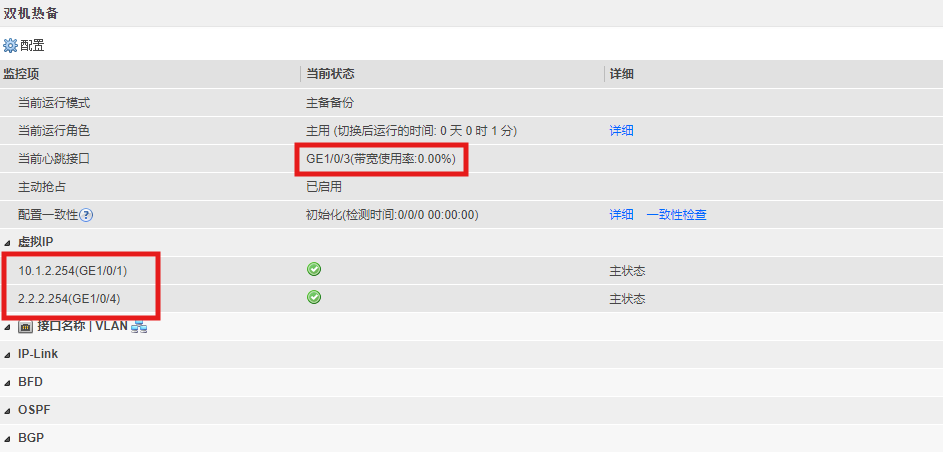 双机热备
配置
监控项 当前状态 详细
当前运行模式 主备备份
当前运行角色 主用 (切换后运行的时间: 0 天 0 时 1 分) 详细
当前心跳接口 GE1/0/3(带宽使用率:0.00%)
主动抢占 已启用
配置一致性? 初始化(检测时间:0/0/0 00:00:00) 详细 一致性检查
虚拟IP
10.1.2.254(GE1/0/1) 主状态
2.2.2.254(GE1/0/4) 主状态
接口名称 | VLAN
IP-Link
BFD
OSPF
BGP